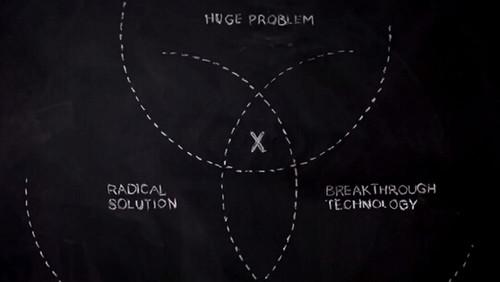 HUGE PROBLEM
X
RADICAL
SOLUTION
BREAKTHROUGH
TECHNOLOGY